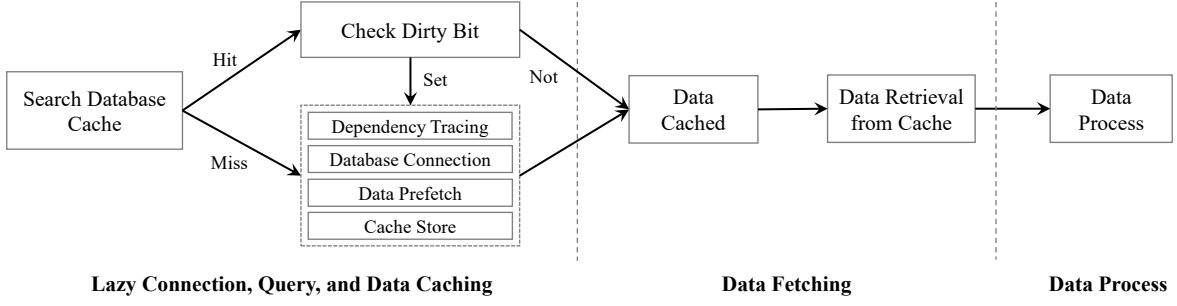 Check Dirty Bit
Hit
Not
Set
Search Database
Cache
Data
Cached
Data Retrieval
from Cache
Data
Process
Dependency Tracing
Database Connection
Miss
Data Prefetch
Cache Store
Lazy Connection, Query, and Data Caching
Data Fetching
Data Process